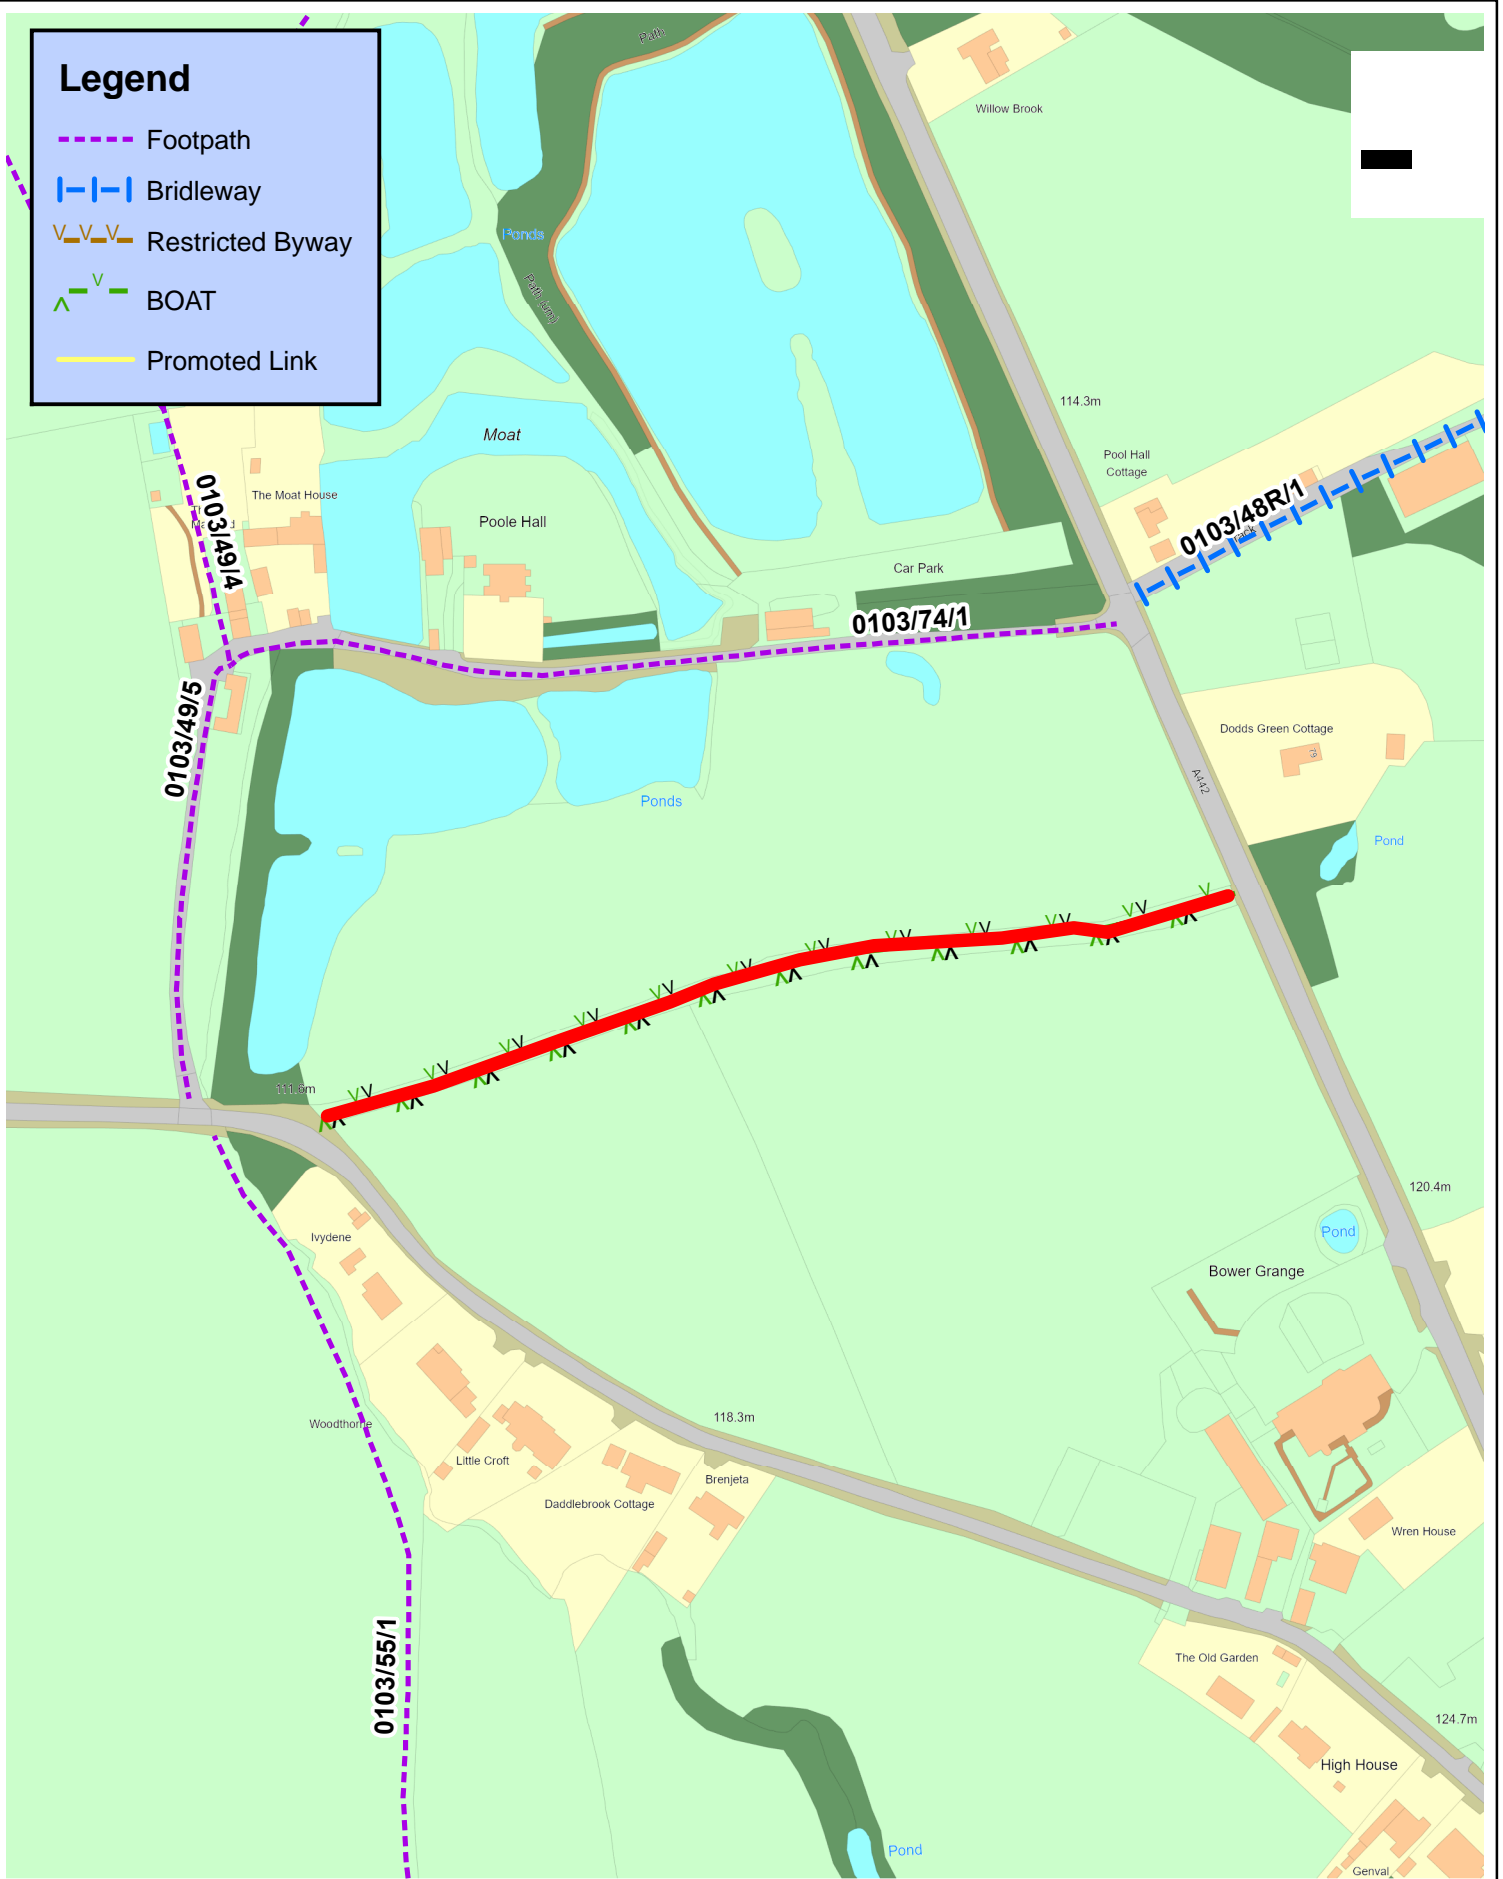 Path
Legend
Footpath
Bridleway
Restricted Byway
BOAT
Promoted Link
Willow Brook
Ponds
Path (um)
114.3m
Moat
Pool Hall
Cottage
The Moat House
0103/49/4
Poole Hall
0103/48R/1
Car Park
0103/74/1
0103/49/5
Dodds Green Cottage
79
A442
Ponds
Pond
111.6m
120.4m
Pond
Ivydene
Bower Grange
118.3m
Woodthorne
Little Croft
Brenjeta
Daddlebrook Cottage
Wren House
0103/55/1
The Old Garden
124.7m
High House
Pond
Genval